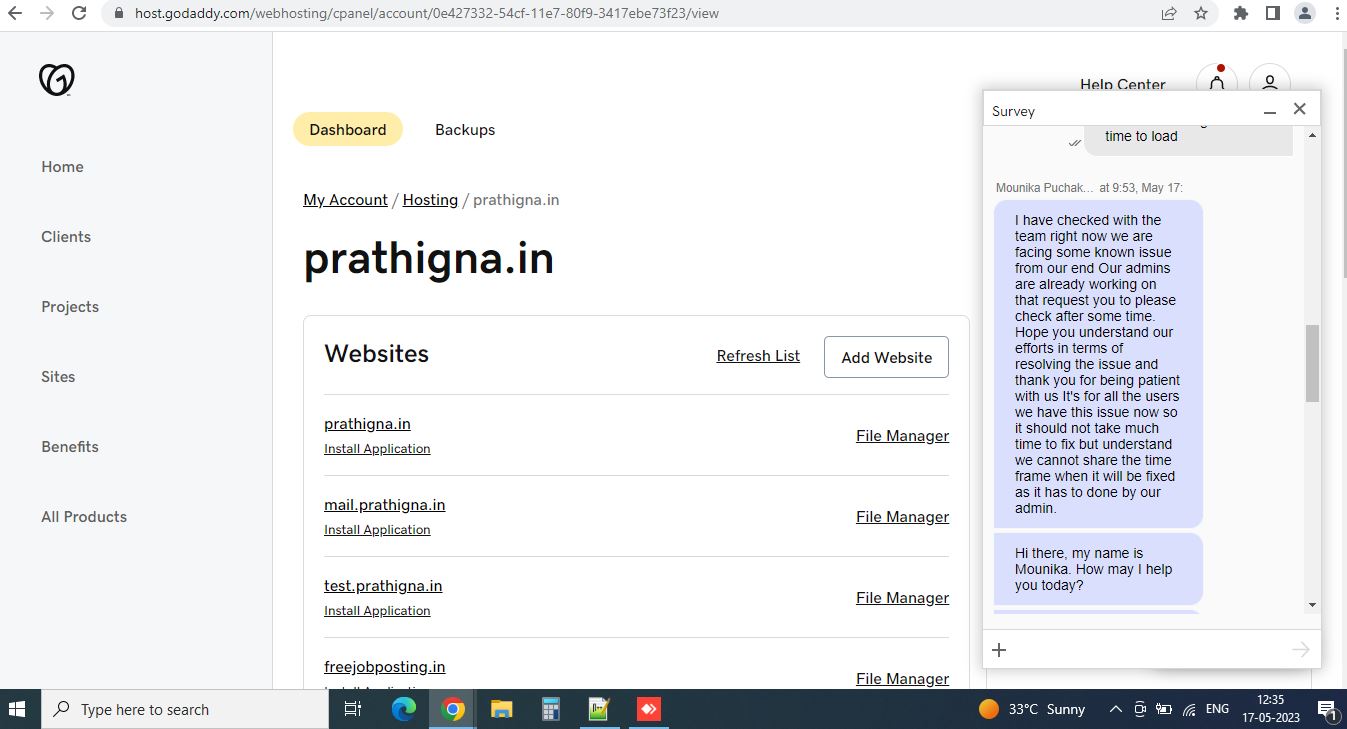 host.godaddy.com/webhosting/cpanel/account/0e427332-54cf-11e7-80f9-3417ebe73f23/view
Help Center
Dashboard
Backups
Home
Clients
Projects
Sites
Benefits
All Products
My Account / Hosting / prathigna.in
prathigna.in
Websites
Refresh List
Add Website
prathigna.in
Install Application
File Manager
mail.prathigna.in
Install Application
File Manager
test.prathigna.in
Install Application
File Manager
freejobposting.in
Install Application
File Manager
Survey
time to load
Mounika Puchak... at 9:53, May 17:
I have checked with the
team right now we are
facing some known issue
from our end Our admins
are already working on
that request you to please
check after some time.
Hope you understand our
efforts in terms of
resolving the issue and
thank you for being patient
with us It's for all the users
we have this issue now so
it should not take much
time to fix but understand
we cannot share the time
frame when it will be fixed
as it has to done by our
admin.
Hi there, my name is
Mounika. How may I help
you today?
Type here to search
33°C Sunny
ENG
12:35
17-05-2023
1